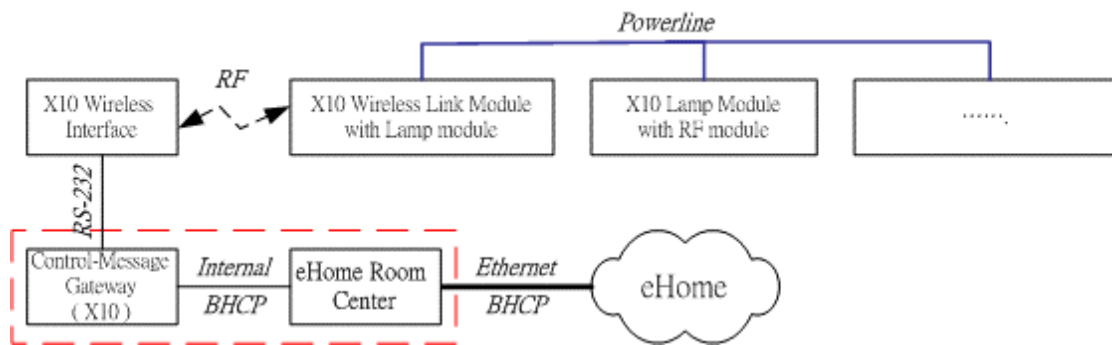 Powerline
RF
X10 Wireless
Interface
X10 Wireless Link Module
with Lamp module
X10 Lamp Module
with RF module
.......
RS-232
Control-Message
Gateway
( X10 )
Internal
BHCP
eHome Room
Center
Ethernet
BHCP
eHome